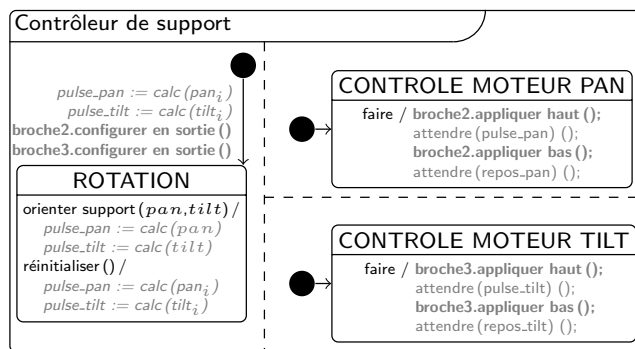 Contrôleur de support
pulse_pan := calc(pan_i)
pulse_tilt := calc(tilt_i)
broche2.configurer en sortie()
broche3.configurer en sortie()
ROTATION
orienter support(pan,tilt)/
pulse_pan := calc(pan)
pulse_tilt := calc(tilt)
réinitialiser()/
pulse_pan := calc(pan_i)
pulse_tilt := calc(tilt_i)
CONTROLE MOTEUR PAN
faire / broche2.appliquer haut();
attendre(pulse_pan)();
broche2.appliquer bas();
attendre(repos_pan)();
CONTROLE MOTEUR TILT
faire / broche3.appliquer haut();
attendre(pulse_tilt)();
broche3.appliquer bas();
attendre(repos_tilt)();